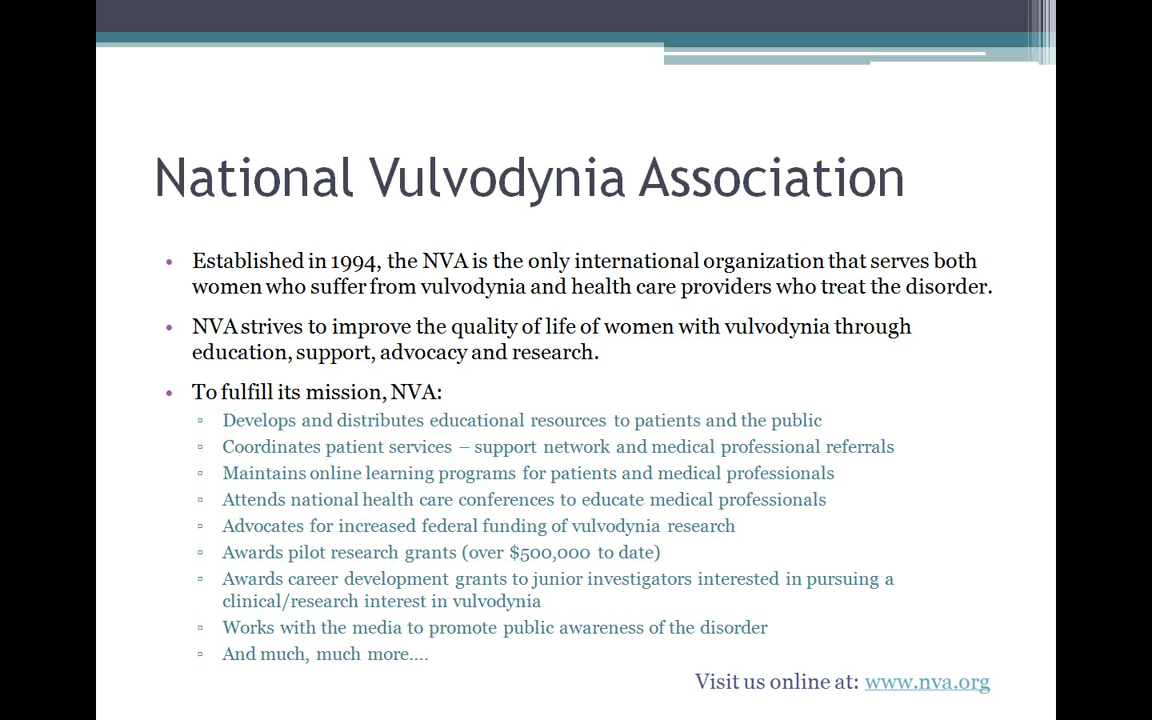 National Vulvodynia Association
• Established in 1994, the NVA is the only international organization that serves both
women who suffer from vulvodynia and health care providers who treat the disorder.
• NVA strives to improve the quality of life of women with vulvodynia through
education, support, advocacy and research.
• To fulfill its mission, NVA:
▫ Develops and distributes educational resources to patients and the public
▫ Coordinates patient services – support network and medical professional referrals
▫ Maintains online learning programs for patients and medical professionals
▫ Attends national health care conferences to educate medical professionals
▫ Advocates for increased federal funding of vulvodynia research
▫ Awards pilot research grants (over $500,000 to date)
▫ Awards career development grants to junior investigators interested in pursuing a
clinical/research interest in vulvodynia
▫ Works with the media to promote public awareness of the disorder
▫ And much, much more....
Visit us online at: www.nva.org